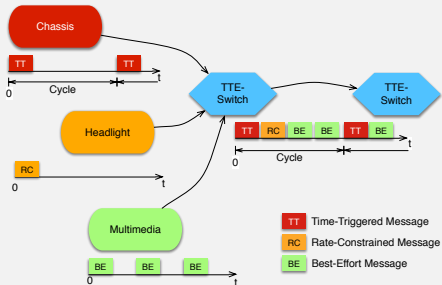 Chassis
TT
TT
0
Cycle
t
TTE-
Switch
TTE-
Switch
Headlight
TT
RC
BE
BE
TT
BE
0
Cycle
t
RC
0
t
Multimedia
BE
BE
BE
0
t
TT Time-Triggered Message
RC Rate-Constrained Message
BE Best-Effort Message